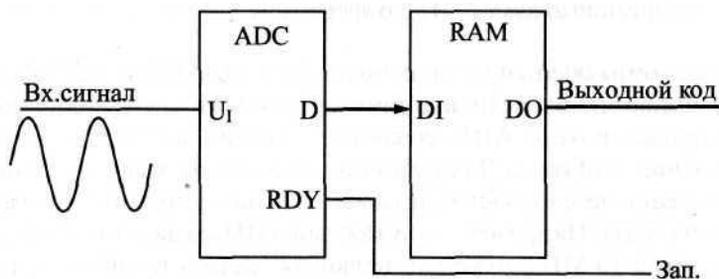 ADC
RAM
Вх.сигнал
U_I
D
DI
DO
Выходной код
RDY
Зап.